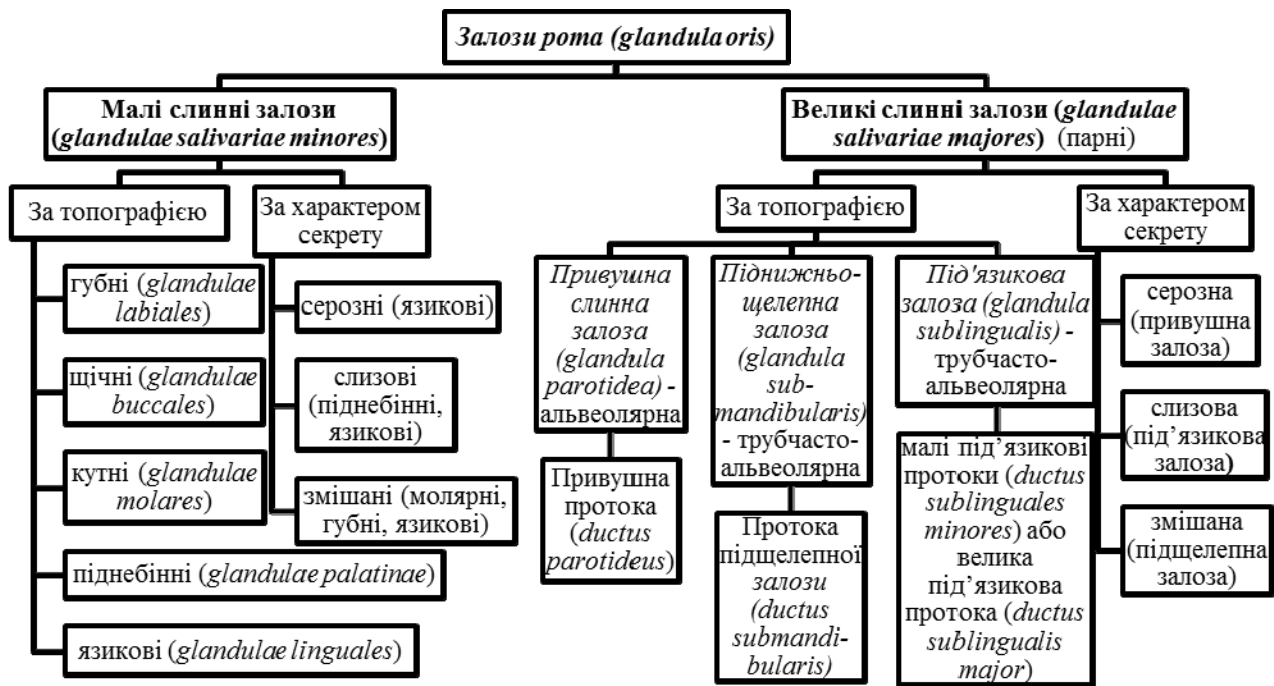 Залози рота (glandula oris)
Малі слинні залози
(glandulae salivariae minores)
Великі слинні залози (glandulae
salivariae majores) (парні)
За топографією
За характером
секрету
губні (glandulae
labiales)
щічні (glandulae
buccales)
кутні (glandulae
molares)
піднебінні (glandulae palatinae)
язикові (glandulae linguales)
серозні (язикові)
слизові
(піднебінні,
язикові)
змішані (молярні,
губні, язикові)
За топографією
За характером
секрету
Привушна
слинна
залоза
(glandula
parotidea) -
альвеолярна
Привушна
протока
(ductus
parotideus)
Піднижньо-
щелепна
залоза
(glandula
sub-
mandibularis)
- трубчасто-
альвеолярна
Протока
підщелепної
залози
(ductus
submandi-
bularis)
Під'язикова
залоза (glandula
sublingualis) -
трубчасто-
альвеолярна
малі під’язикові
протоки (ductus
sublinguales
minores) або
велика
під’язикова
протока (ductus
sublingualis
major)
серозна
(привушна
залоза)
слизова
(під’язикова
залоза)
змішана
(підщелепна
залоза)